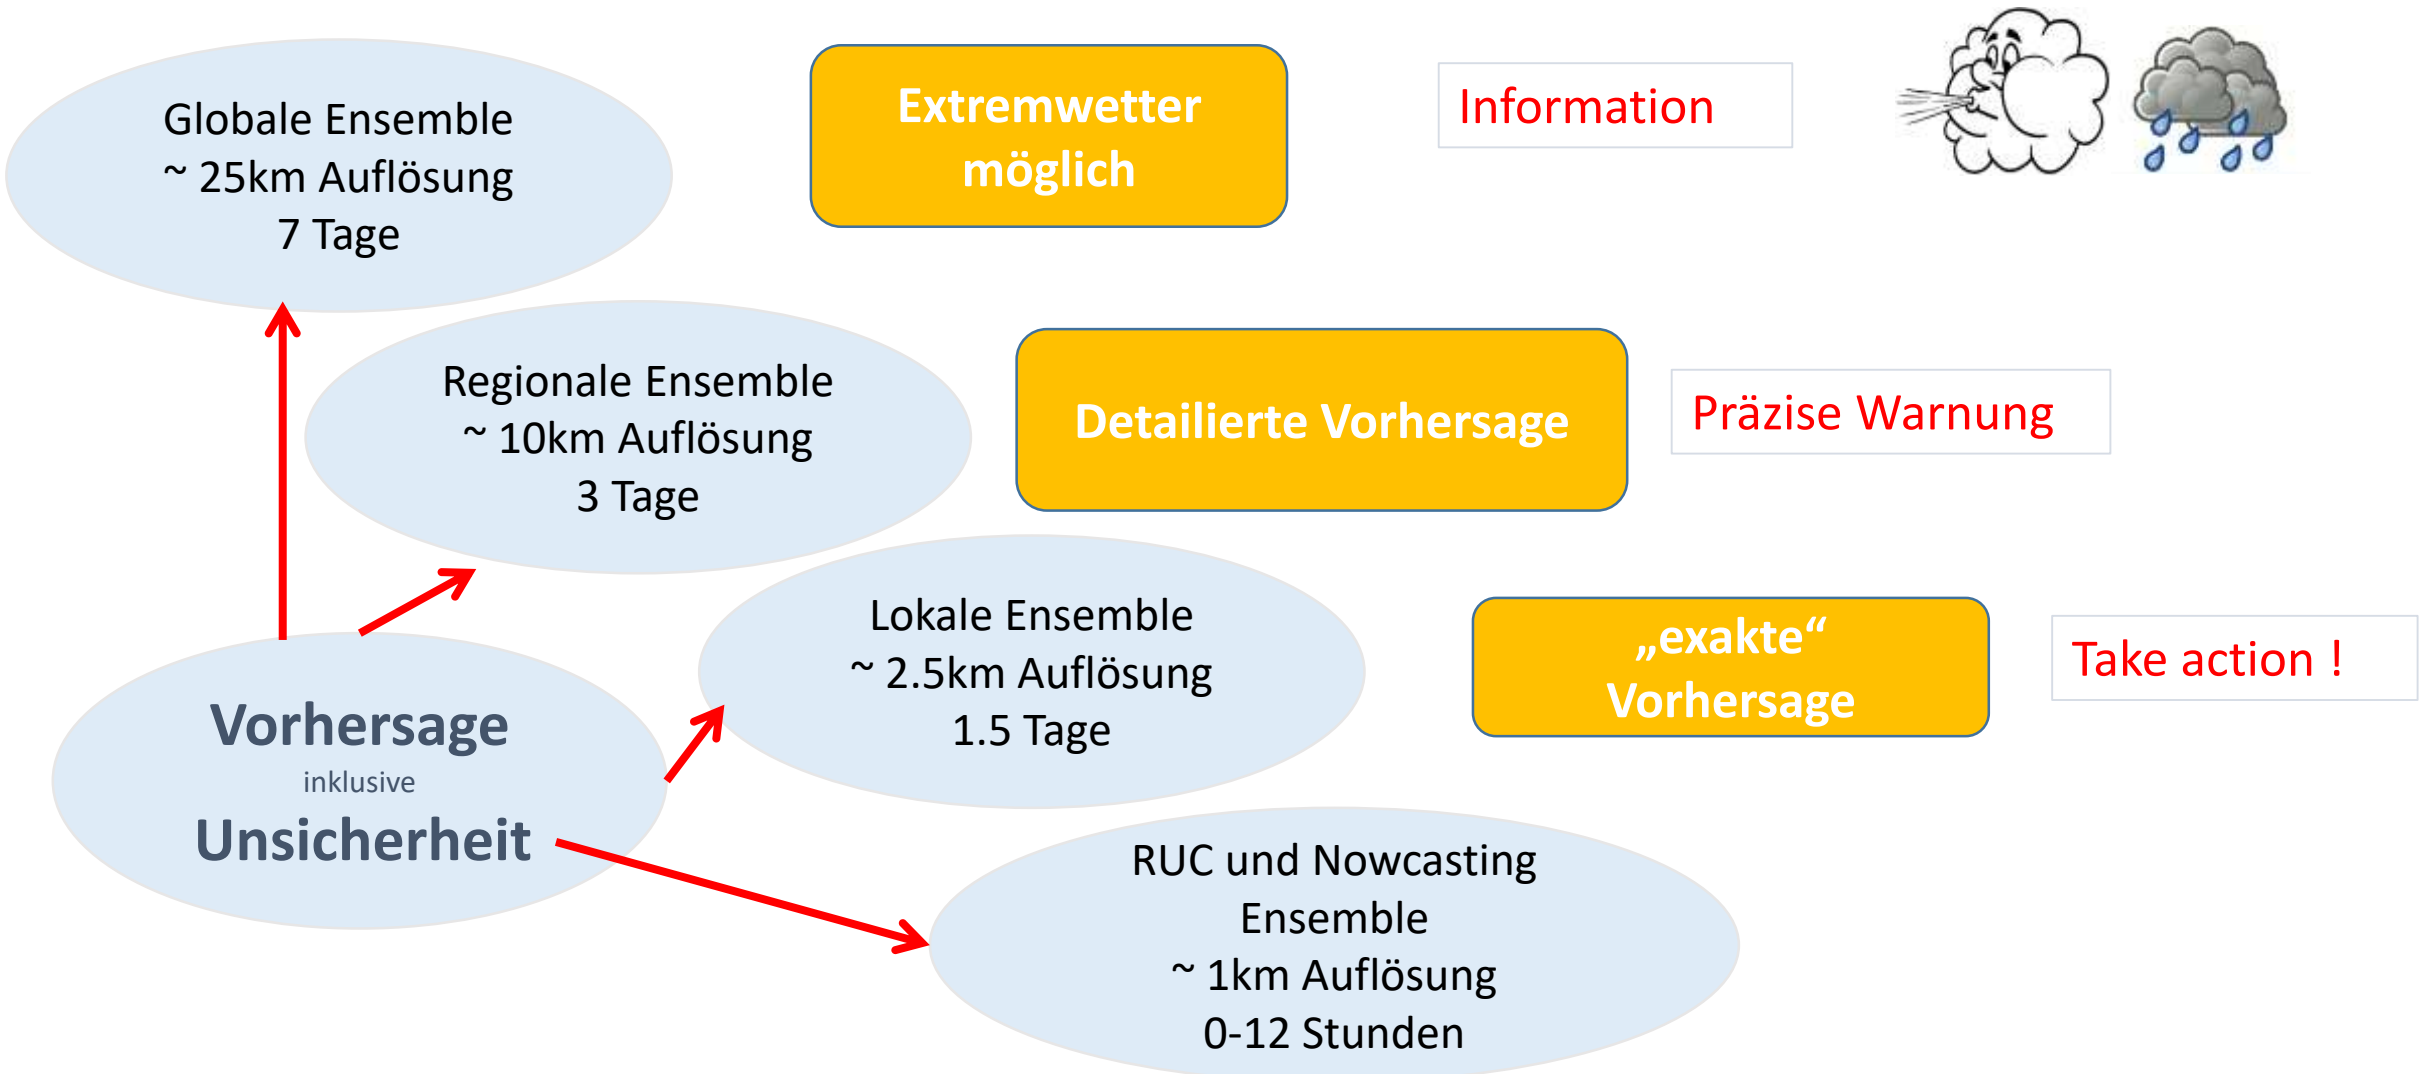 Globale Ensemble
~ 25km Auflösung
7 Tage
Extremwetter
möglich
Information
Regionale Ensemble
~ 10km Auflösung
3 Tage
Detailierte Vorhersage
Präzise Warnung
Lokale Ensemble
~ 2.5km Auflösung
1.5 Tage
„exakte“
Vorhersage
Take action !
Vorhersage
inklusive
Unsicherheit
RUC und Nowcasting
Ensemble
~ 1km Auflösung
0-12 Stunden